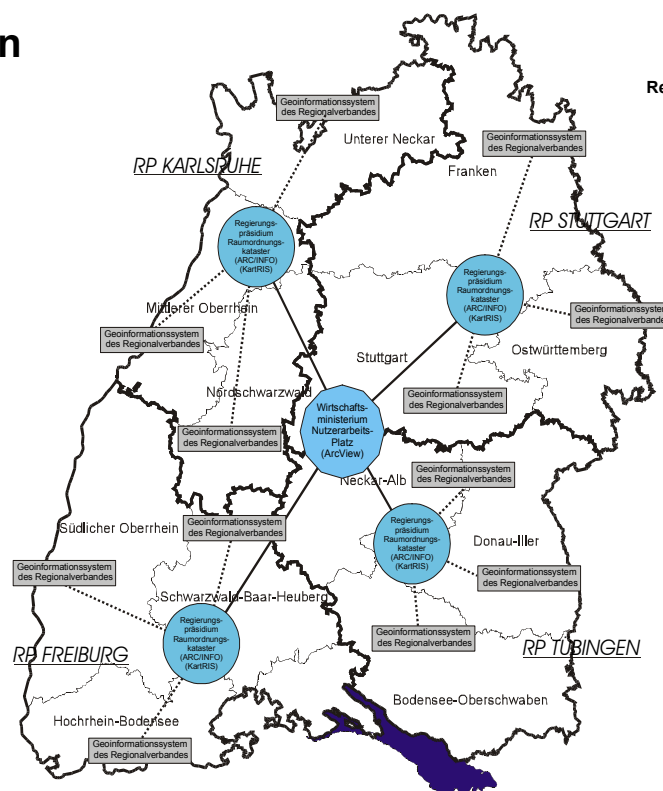 n
Re
Geoinformationssystem
des Regionalverbandes
Unterer Neckar
Geoinformationssystem
des Regionalverbandes
RP KARLSRUHE
Franken
RP STUTTGART
Regierungs-
präsidium
Raumordnungs-
kataster
(ARC/INFO)
(KartRIS)
Regierungs-
präsidium
Raumordnungs-
kataster
(ARC/INFO)
(KartRIS)
Mittlerer Oberrhein
Geoinformationssystem
des Regionalverbandes
Geoinformationssystem
des Regionalverbandes
Stuttgart
Ostwürttemberg
Nordschwarzwald
Geoinformationssystem
des Regionalverbandes
Wirtschafts-
ministerium
Nutzerarbeits-
Platz
(ArcView)
Geoinformationssystem
des Regionalverbandes
Neckar-Alb
Geoinformationssystem
des Regionalverbandes
Südlicher Oberrhein
Geoinformationssystem
des Regionalverbandes
Regierungs-
präsidium
Raumordnungs-
kataster
(ARC/INFO)
(KartRIS)
Donau-Iller
Geoinformationssystem
des Regionalverbandes
Geoinformationssystem
des Regionalverbandes
Schwarzwald-Baar-Heuberg
Regierungs-
präsidium
Raumordnungs-
kataster
(ARC/INFO)
(KartRIS)
Geoinformationssystem
des Regionalverbandes
RP FREIBURG
RP TÜBINGEN
Bodensee-Oberschwaben
Hochrhein-Bodensee
Geoinformationssystem
des Regionalverbandes